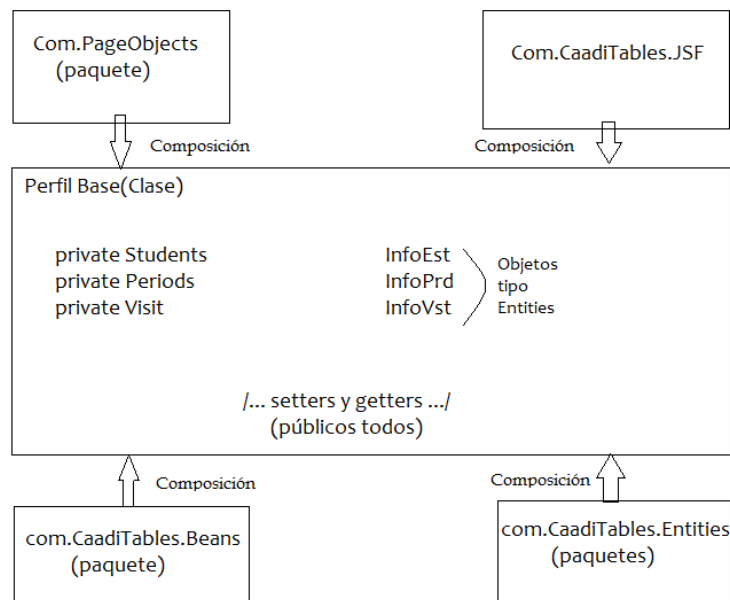 Com.PageObjects
(paquete)
Com.CaadiTables.JSF
Composición
Composición
Perfil Base(Clase)
private Students InfoEst
private Periods InfoPrd
private Visit InfoVst
Objetos
tipo
Entities
/... setters y getters .../
(públicos todos)
Composición
Composición
com.CaadiTables.Beans
(paquete)
com.CaadiTables.Entities
(paquetes)